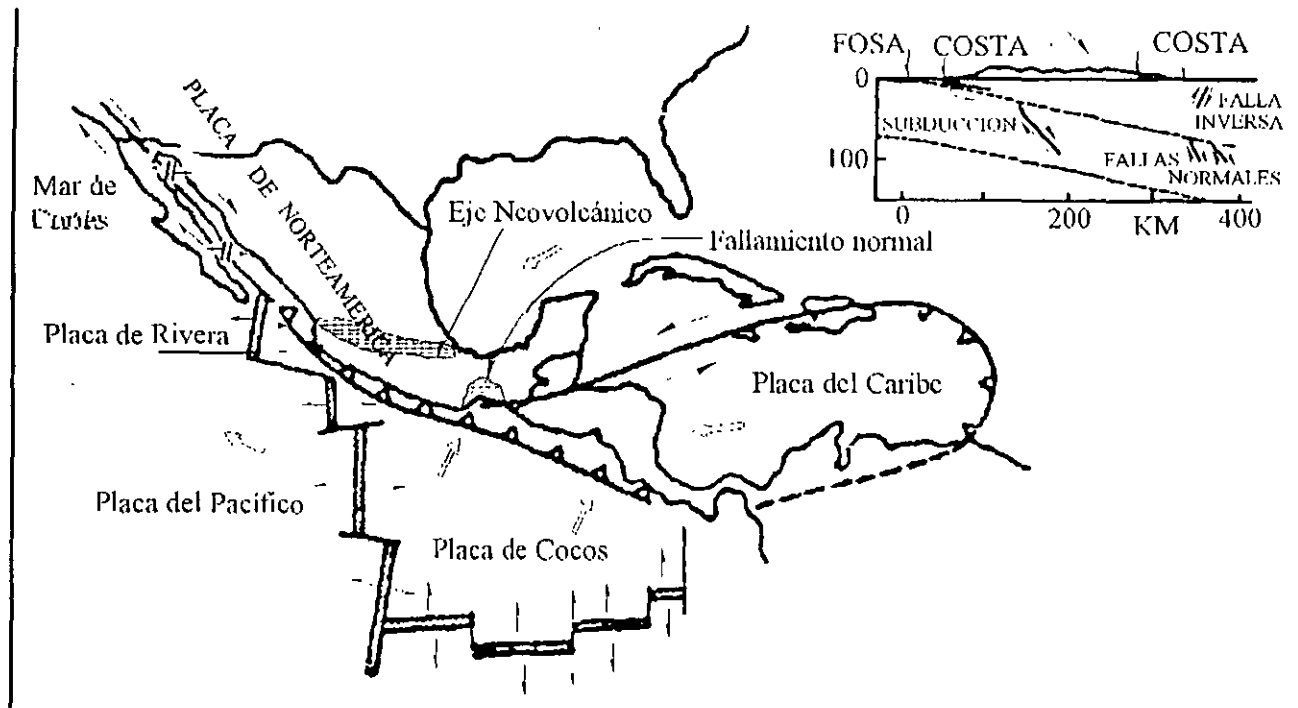 FOSA COSTA COSTA
0
FALLA
INVERSA
SUBDUCCION
100
FALLAS
NORMALES
0 200 400
KM
PLACA
DE NORTEAMERICA
Mar de
Eje Neovolcánico
Fallamiento normal
Placa de Rivera
Placa del Caribe
Placa del Pacífico
Placa de Cocos